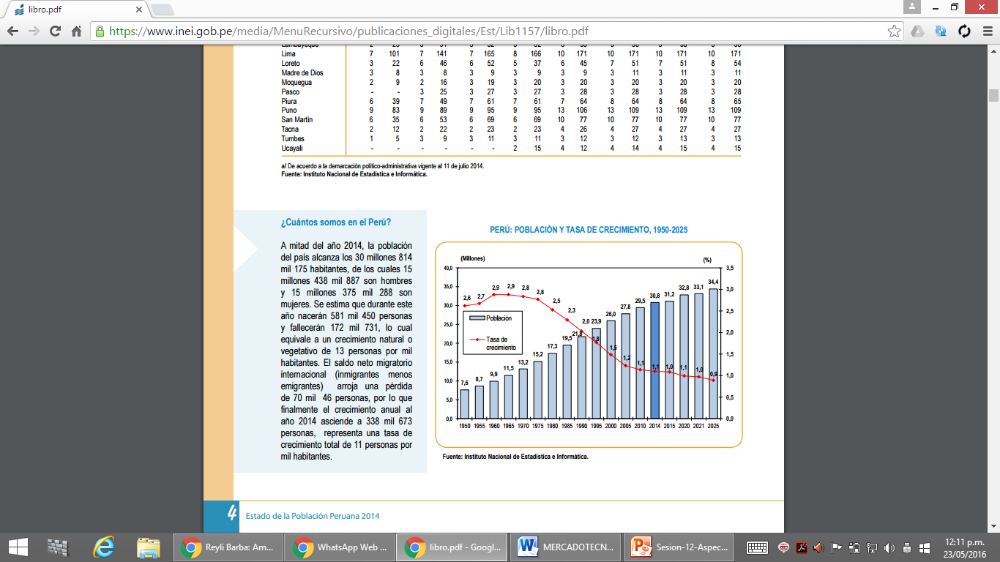 libro.pdf
https://www.inei.gob.pe/media/MenuRecursivo/publicaciones_digitales/Est/Lib1157/libro.pdf
Lima 7 101 7 141 7 165 8 166 10 171 10 171 10 171 10 171
Loreto 3 22 6 46 6 52 5 37 6 45 7 51 7 51 8 54
Madre de Dios 3 8 3 8 3 9 3 9 3 9 3 11 3 11 3 11
Moquegua 2 9 2 16 3 19 3 20 3 20 3 20 3 20 3 20
Pasco - - 3 25 3 27 3 27 3 28 3 28 3 28 3 28
Piura 6 39 7 49 7 61 7 61 7 64 8 64 8 64 8 65
Puno 9 83 9 89 9 95 9 95 13 106 13 109 13 109 13 109
San Martín 6 35 6 53 6 69 6 69 10 77 10 77 10 77 10 77
Tacna 2 12 2 22 2 23 2 23 4 26 4 27 4 27 4 27
Tumbes 1 5 3 9 3 11 3 11 3 12 3 12 3 13 3 13
Ucayali - - - - - - 2 15 4 12 4 14 4 15 4 15
a/ De acuerdo a la demarcación político-administrativa vigente al 11 de julio 2014.
Fuente: Instituto Nacional de Estadística e Informática.
¿Cuántos somos en el Perú?
A mitad del año 2014, la población
del país alcanza los 30 millones 814
mil 175 habitantes, de los cuales 15
millones 438 mil 887 son hombres
y 15 millones 375 mil 288 son
mujeres. Se estima que durante este
año nacerán 581 mil 450 personas
y fallecerán 172 mil 731, lo cual
equivale a un crecimiento natural o
vegetativo de 13 personas por mil
habitantes. El saldo neto migratorio
internacional (inmigrantes menos
emigrantes) arroja una pérdida
de 70 mil 46 personas, por lo que
finalmente el crecimiento anual al
año 2014 asciende a 338 mil 673
personas, representa una tasa de
crecimiento total de 11 personas por
mil habitantes.
PERÚ: POBLACIÓN Y TASA DE CRECIMIENTO, 1950-2025
(Millones) (%)
40,0 35,0 30,0 25,0 20,0 15,0 10,0 5,0 0,0
3,5 3,0 2,5 2,0 1,5 1,0 0,5 0,0
2,6 2,7 2,9 2,9 2,8 2,8 2,5 2,3 2,0 1,8 1,5 1,2 1,1 1,1 1,0 1,1 1,0 0,9
7,6 8,7 9,9 11,5 13,2 15,2 17,3 19,5 21,8 23,9 26,0 27,8 29,5 30,8 31,2 32,8 33,1 34,4
Población
Tasa de
crecimiento
1950 1955 1960 1965 1970 1975 1980 1985 1990 1995 2000 2005 2010 2014 2015 2020 2021 2025
Fuente: Instituto Nacional de Estadística e Informática.
4 Estado de la Población Peruana 2014
Reyli Barba: Am...
WhatsApp Web ...
libro.pdf - Googl...
MERCADOTECN...
Sesion-12-Aspec...
12:11 p.m.
23/05/2016